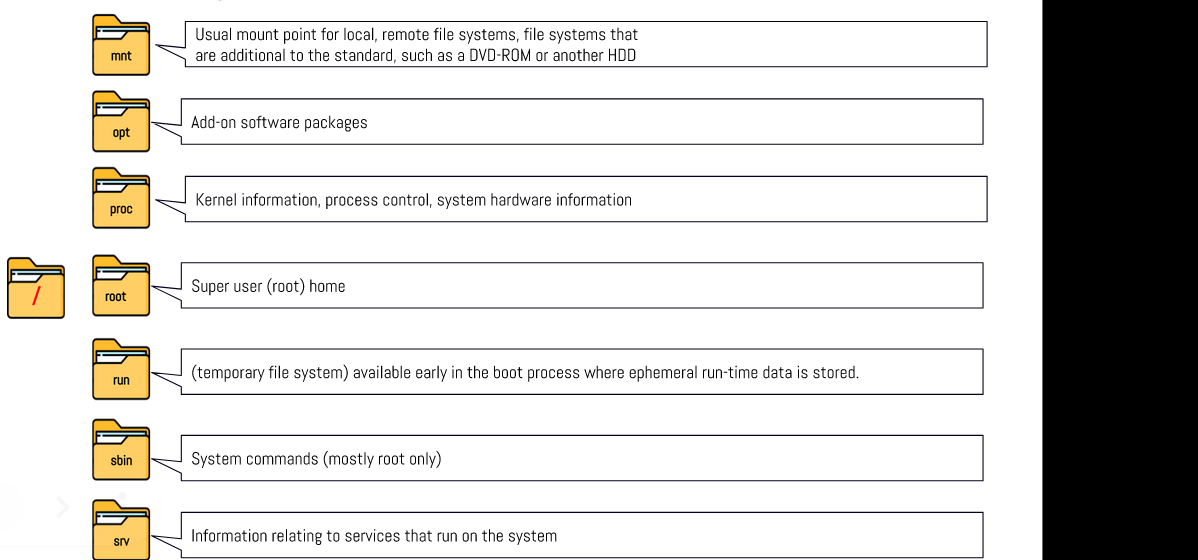 mnt
Usual mount point for local, remote file systems, file systems that
are additional to the standard, such as a DVD-ROM or another HDD
opt
Add-on software packages
proc
Kernel information, process control, system hardware information
/
root
Super user (root) home
run
(temporary file system) available early in the boot process where ephemeral run-time data is stored.
sbin
System commands (mostly root only)
srv
Information relating to services that run on the system